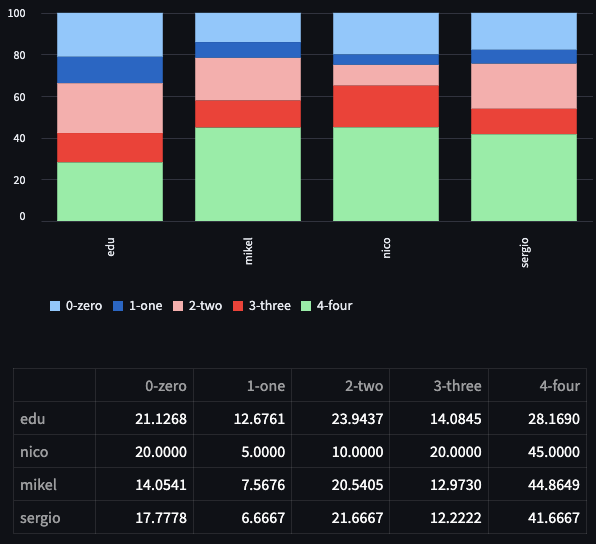 100
80
60
40
20
0
edu mikel nico sergio
0-zero 1-one 2-two 3-three 4-four
0-zero 1-one 2-two 3-three 4-four
edu 21.1268 12.6761 23.9437 14.0845 28.1690
nico 20.0000 5.0000 10.0000 20.0000 45.0000
mikel 14.0541 7.5676 20.5405 12.9730 44.8649
sergio 17.7778 6.6667 21.6667 12.2222 41.6667